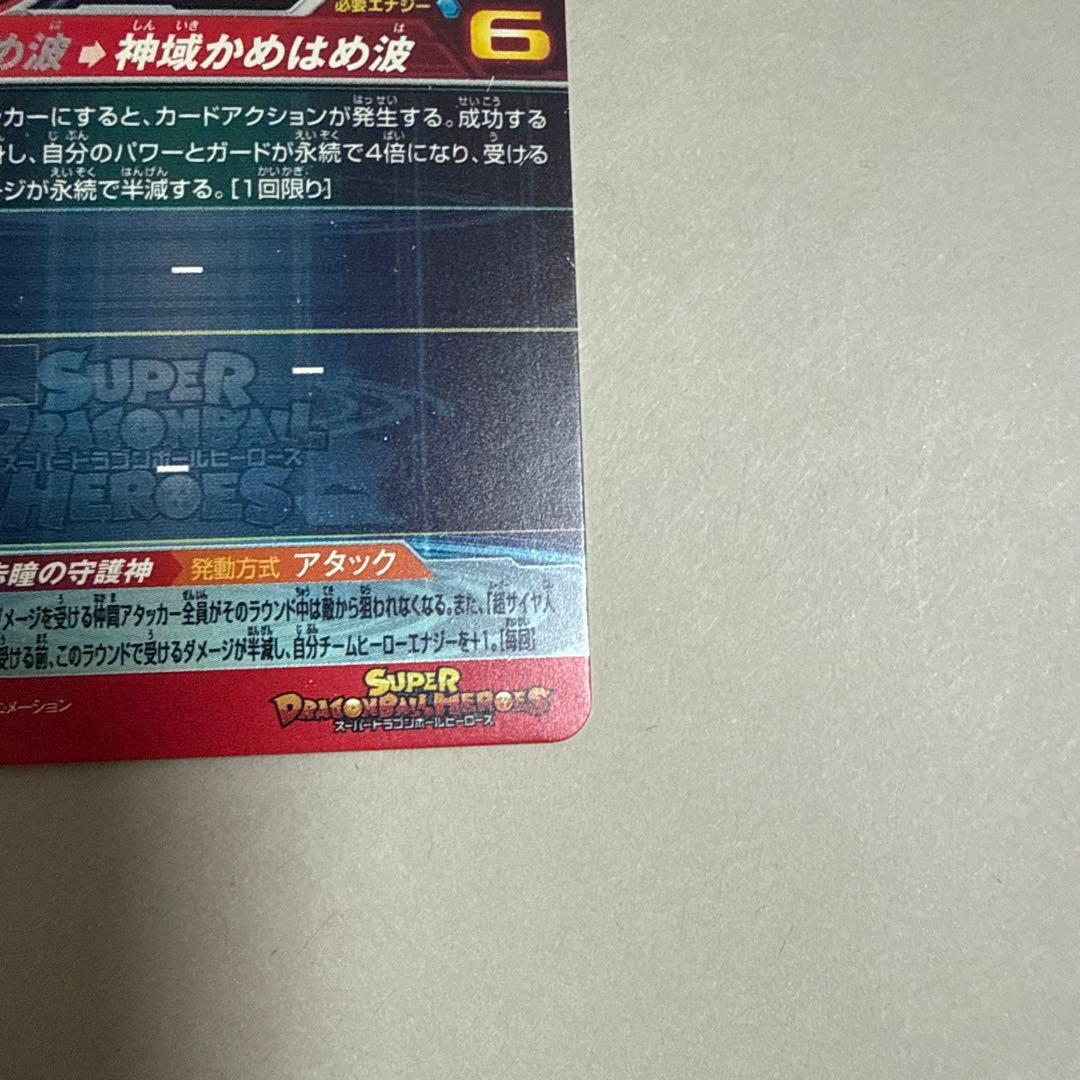 必要エナジー 6
め波➡神域かめはめ波
カーにすると、カードアクションが発生する。成功する
し、自分のパワーとガードが永続で4倍になり、受ける
ージが永続で半減する。[1回限り]
ー
ー
SUPER
DRAGONBALL
スーパードラゴンボールヒーローズ
ー
HEROES
瞳の守護神 発動方式 アタック
ダメージを受ける仲間アタッカー全員がそのラウンド中は敵から狙われなくなる。また、「超サイヤ人
受ける前、このラウンドで受けるダメージが半減し、自分チームヒーローエナジーを+1。[毎回]
ニメーション
SUPER
DRAGONBALL HEROES
スーパードラゴンボールヒーローズ